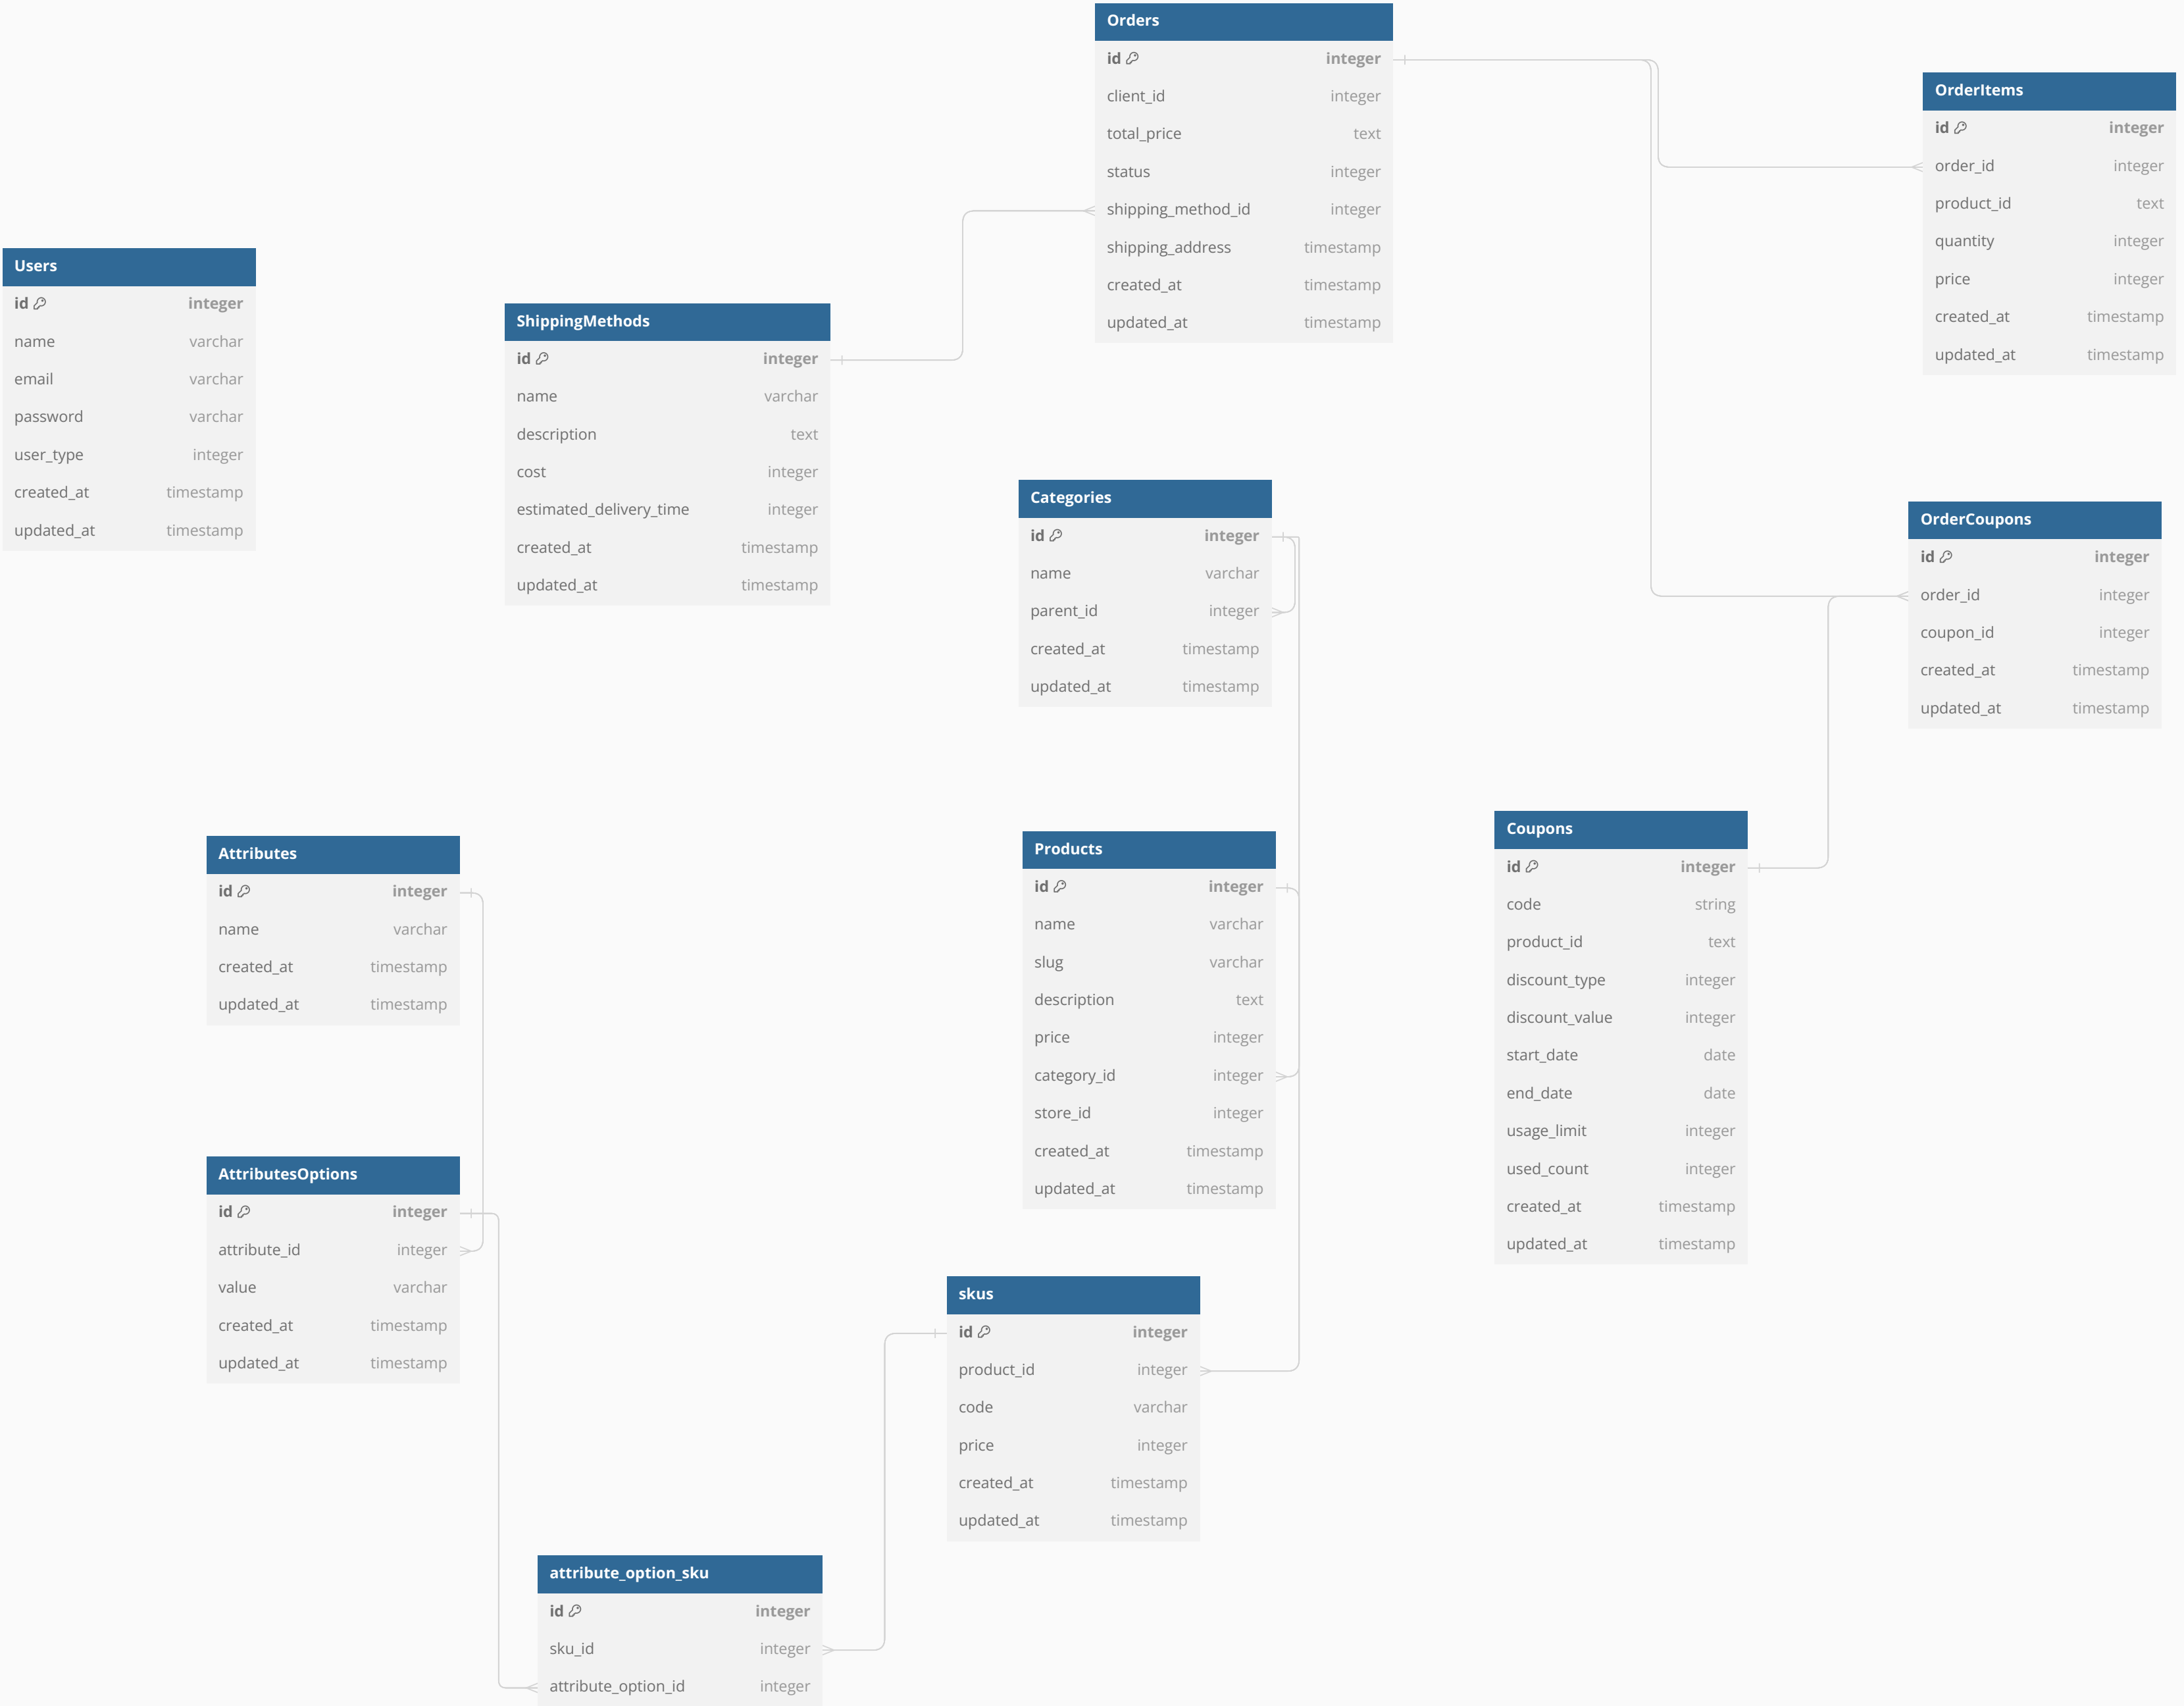 Orders
id integer
client_id integer
total_price text
status integer
shipping_method_id integer
shipping_address timestamp
created_at timestamp
updated_at timestamp
OrderItems
id integer
order_id integer
product_id text
quantity integer
price integer
created_at timestamp
updated_at timestamp
Users
id integer
name varchar
email varchar
password varchar
user_type integer
created_at timestamp
updated_at timestamp
ShippingMethods
id integer
name varchar
description text
cost integer
estimated_delivery_time integer
created_at timestamp
updated_at timestamp
Categories
id integer
name varchar
parent_id integer
created_at timestamp
updated_at timestamp
OrderCoupons
id integer
order_id integer
coupon_id integer
created_at timestamp
updated_at timestamp
Attributes
id integer
name varchar
created_at timestamp
updated_at timestamp
Products
id integer
name varchar
slug varchar
description text
price integer
category_id integer
store_id integer
created_at timestamp
updated_at timestamp
Coupons
id integer
code string
product_id text
discount_type integer
discount_value integer
start_date date
end_date date
usage_limit integer
used_count integer
created_at timestamp
updated_at timestamp
AttributesOptions
id integer
attribute_id integer
value varchar
created_at timestamp
updated_at timestamp
skus
id integer
product_id integer
code varchar
price integer
created_at timestamp
updated_at timestamp
attribute_option_sku
id integer
sku_id integer
attribute_option_id integer